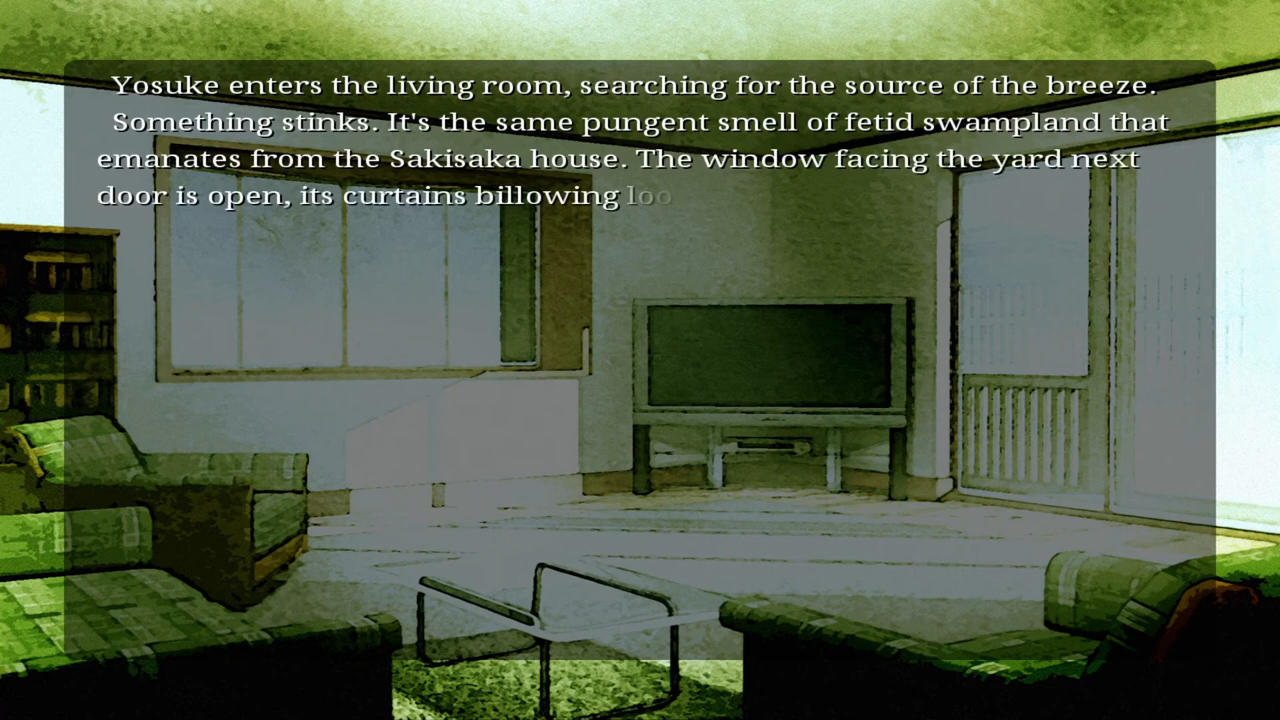 Yosuke enters the living room, searching for the source of the breeze.
Something stinks. It's the same pungent smell of fetid swampland that
emanates from the Sakisaka house. The window facing the yard next
door is open, its curtains billowing loo